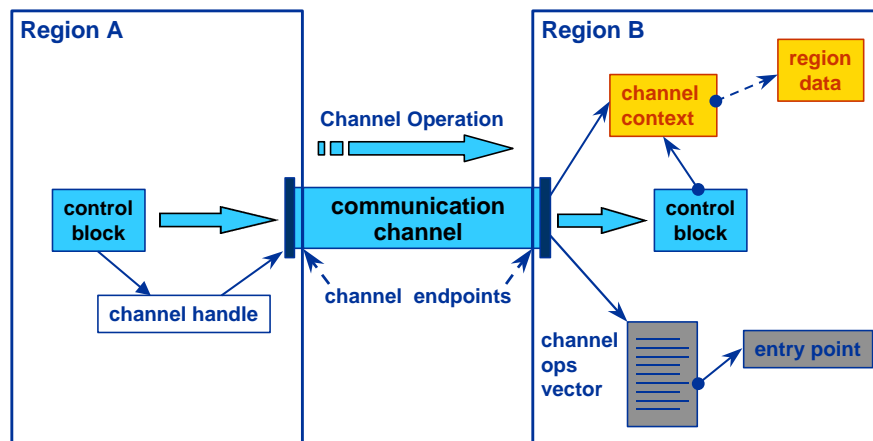 Region A
Region B
region
data
channel
context
Channel Operation
control
block
communication
channel
control
block
channel endpoints
channel handle
channel
ops
vector
entry point